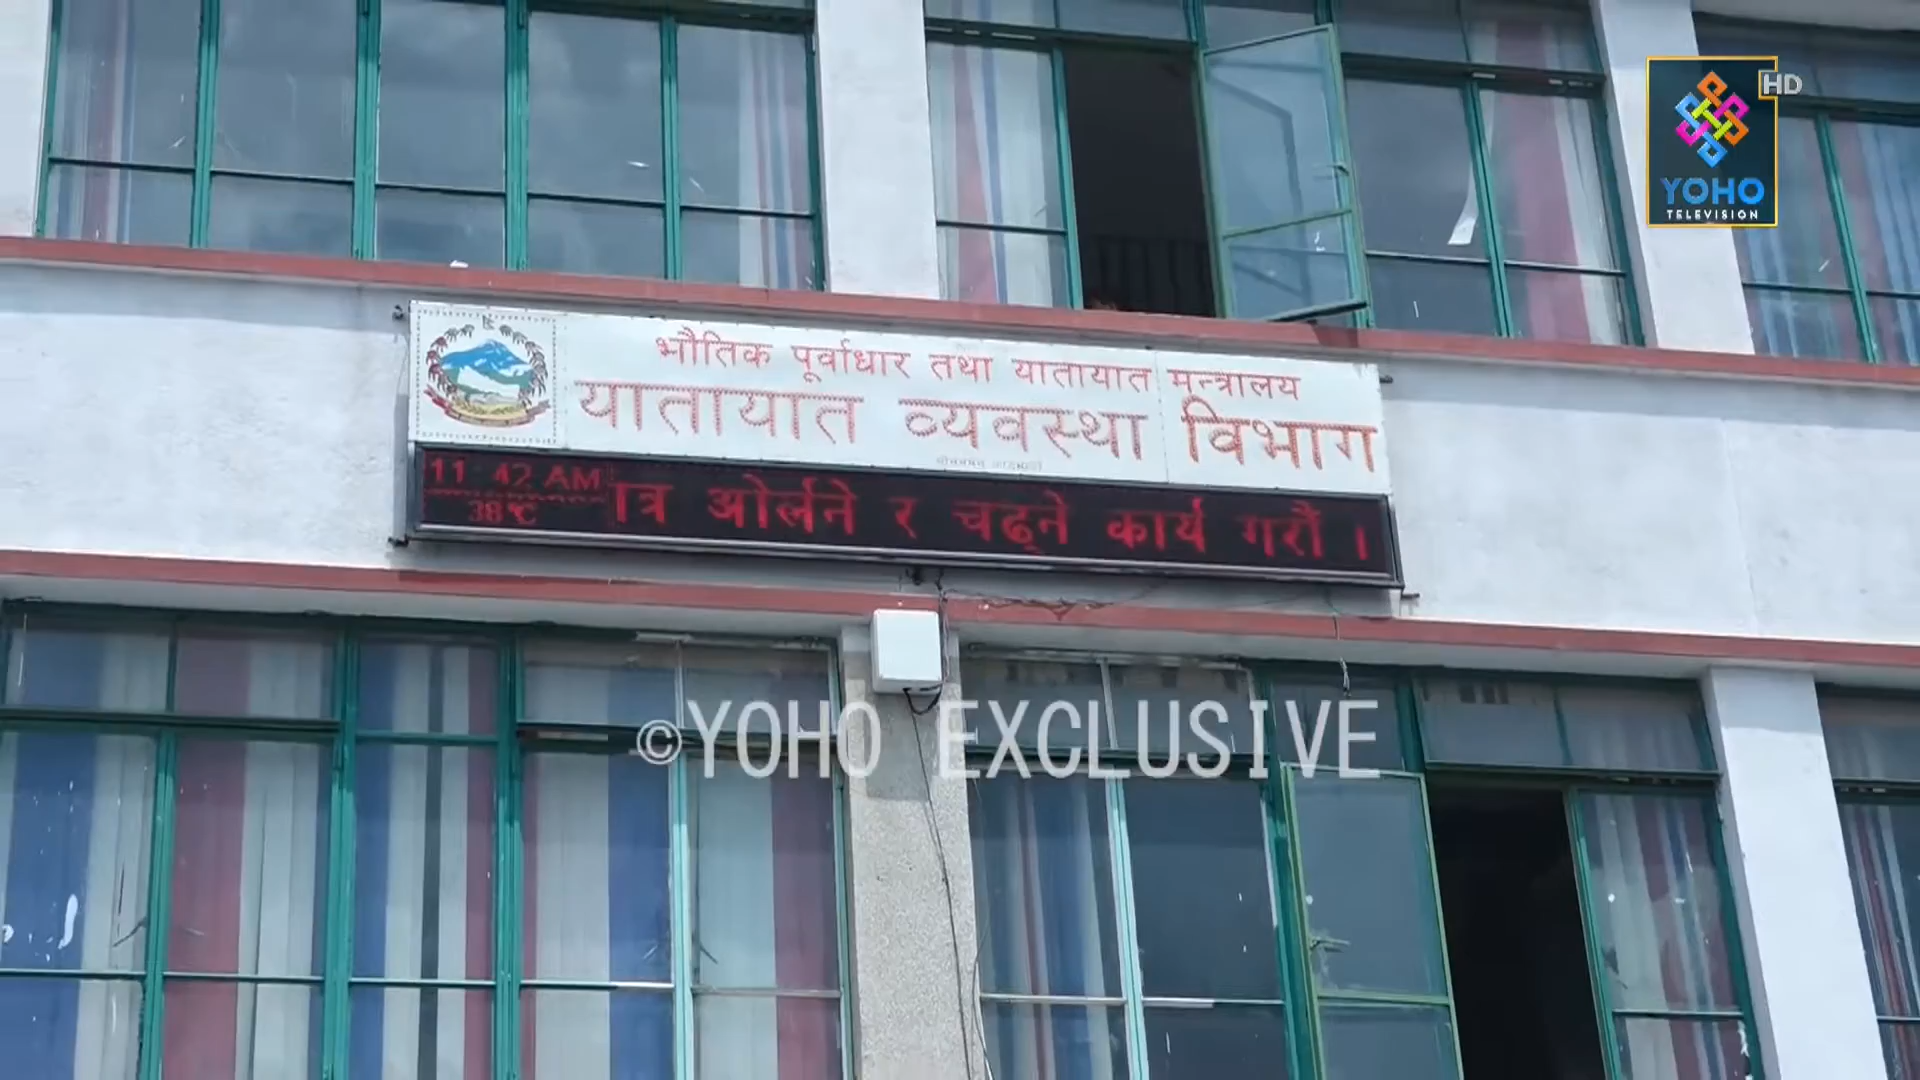 HD
YOHO
TELEVISION
भौतिक पूर्वाधार तथा यातायात मन्त्रालय
यातायात व्यवस्था विभाग
11:42 AM
38°C
ात्र ओर्लने र चढ्ने कार्य गरौं ।
©YOHO EXCLUSIVE